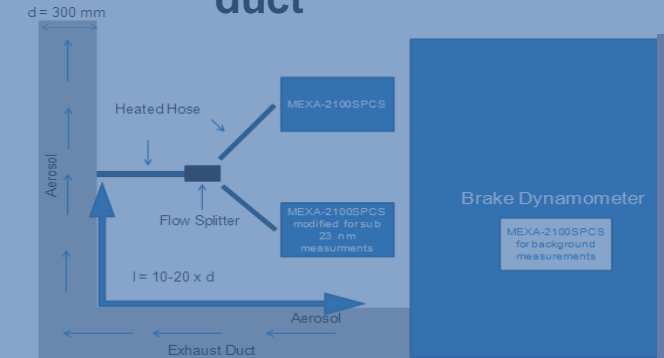 duct
d = 300 mm
MEXA-2100SPCS
Heated Hose
Aerosol
Brake Dynamometer
Flow Splitter
MEXA-2100SPCS
modified for sub
23 nm
measurments
MEXA-2100SPCS
for background
measurements
l = 10-20 x d
Aerosol
Exhaust Duct